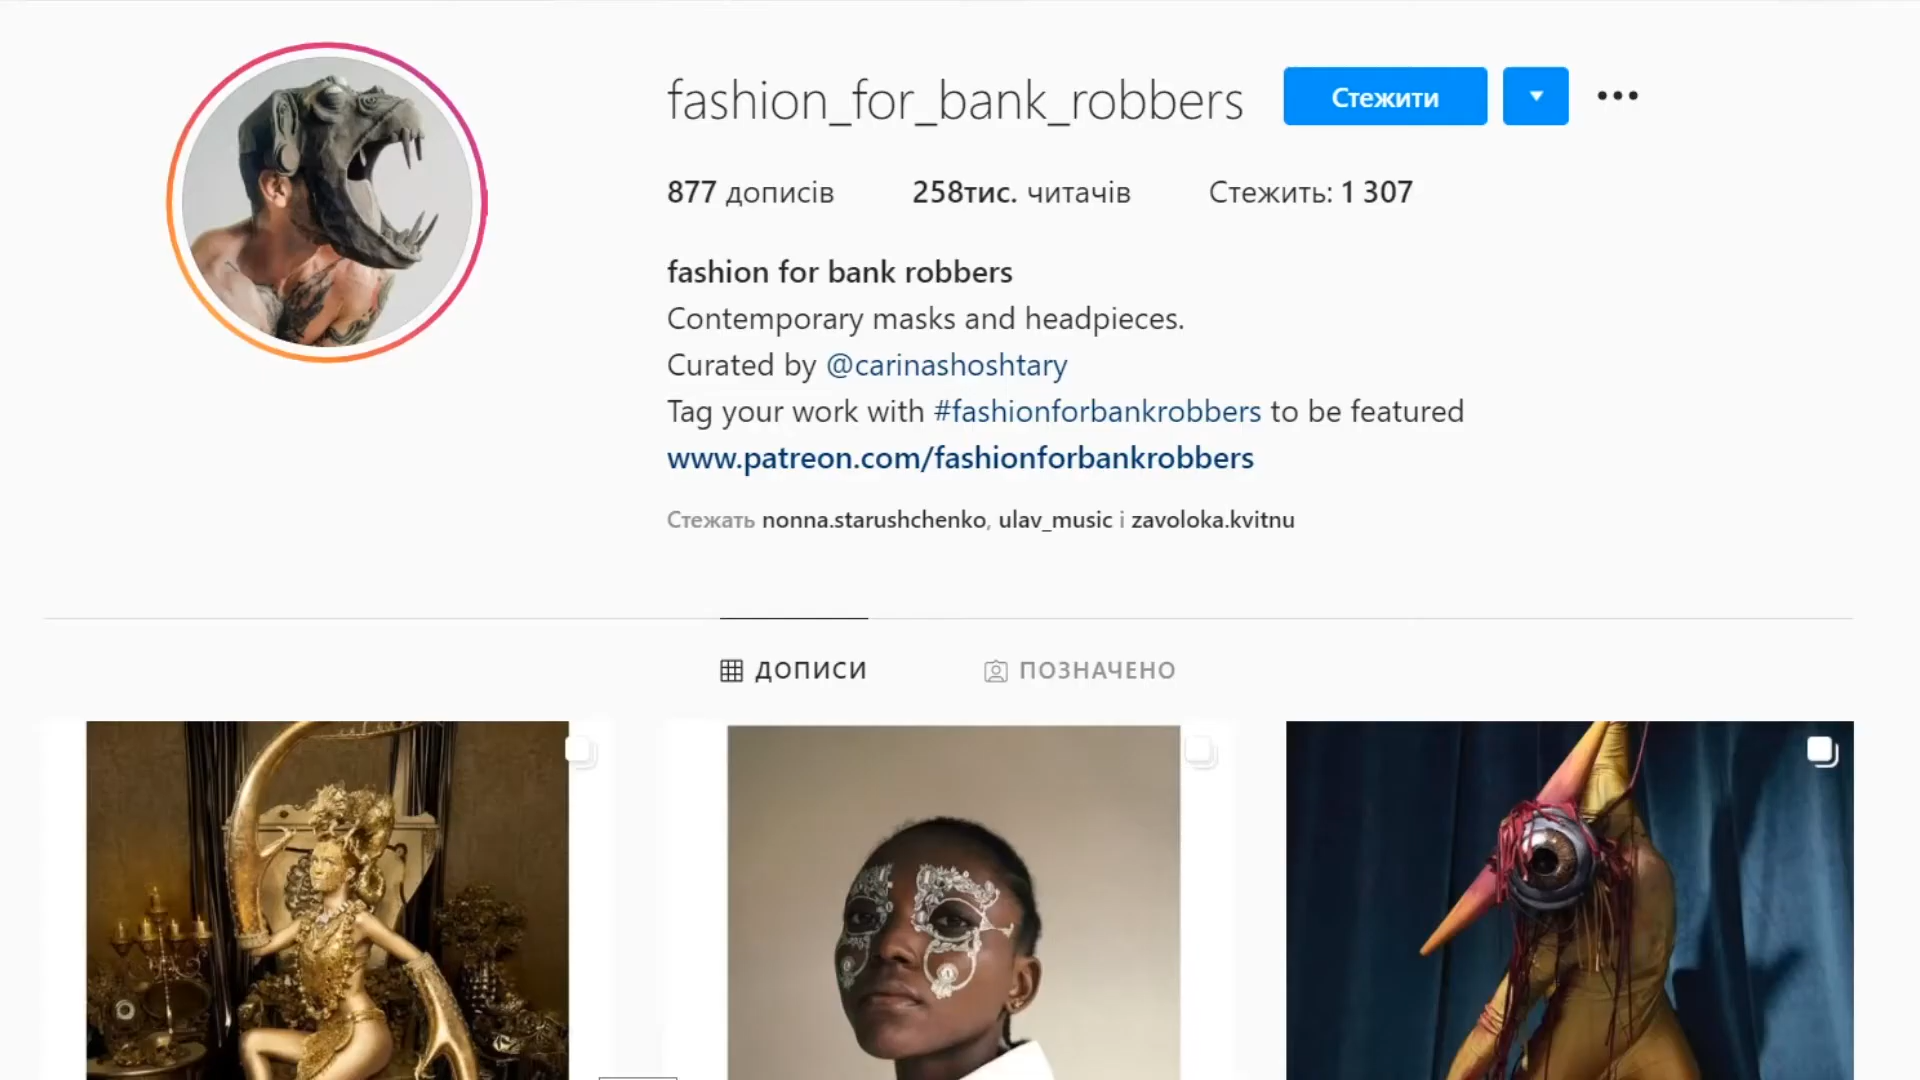 fashion_for_bank_robbers
Стежити
877 дописів 258тис. читачів Стежить: 1 307
fashion for bank robbers
Contemporary masks and headpieces.
Curated by @carinashoshtary
Tag your work with #fashionforbankrobbers to be featured
www.patreon.com/fashionforbankrobbers
Стежать nonna.starushchenko, ulav_music і zavoloka.kvitnu
ДОПИСИ ПОЗНАЧЕНО